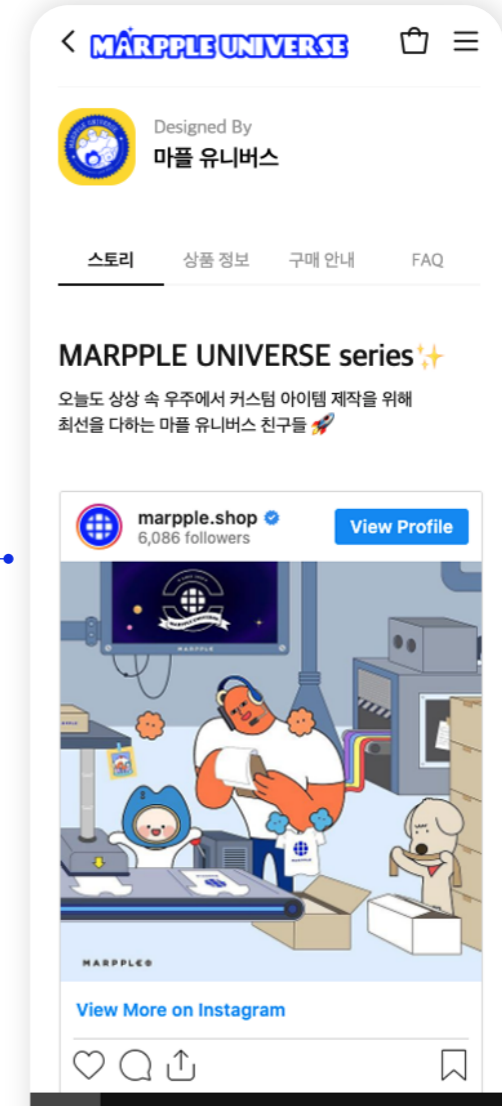 MARPPLE UNIVERSE
Designed By
마플 유니버스
스토리 상품 정보 구매 안내 FAQ
MARPPLE UNIVERSE series✨
오늘도 상상 속 우주에서 커스텀 아이템 제작을 위해
최선을 다하는 마플 유니버스 친구들 🚀
marpple.shop
6,086 followers
View Profile
MARPPLE UNIVERSE
MARPPLE
MARPPLE
View More on Instagram